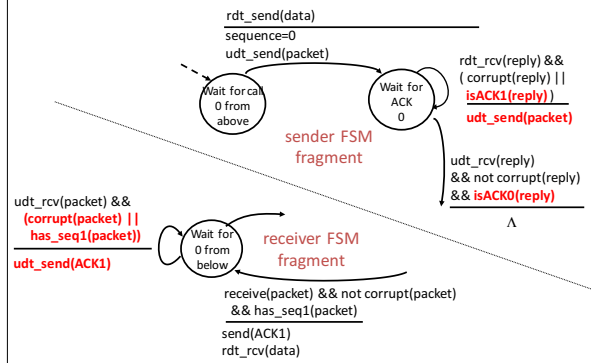 rdt_send(data)
sequence=0
udt_send(packet)
Wait for call
0 from
above
Wait for
ACK
0
rdt_rcv(reply) &&
( corrupt(reply) ||
isACK1(reply) )
udt_send(packet)
sender FSM
fragment
udt_rcv(reply)
&& not corrupt(reply)
&& isACK0(reply)
Λ
udt_rcv(packet) &&
(corrupt(packet) ||
has_seq1(packet))
udt_send(ACK1)
Wait for
0 from
below
receiver FSM
fragment
receive(packet) && not corrupt(packet)
&& has_seq1(packet)
send(ACK1)
rdt_rcv(data)